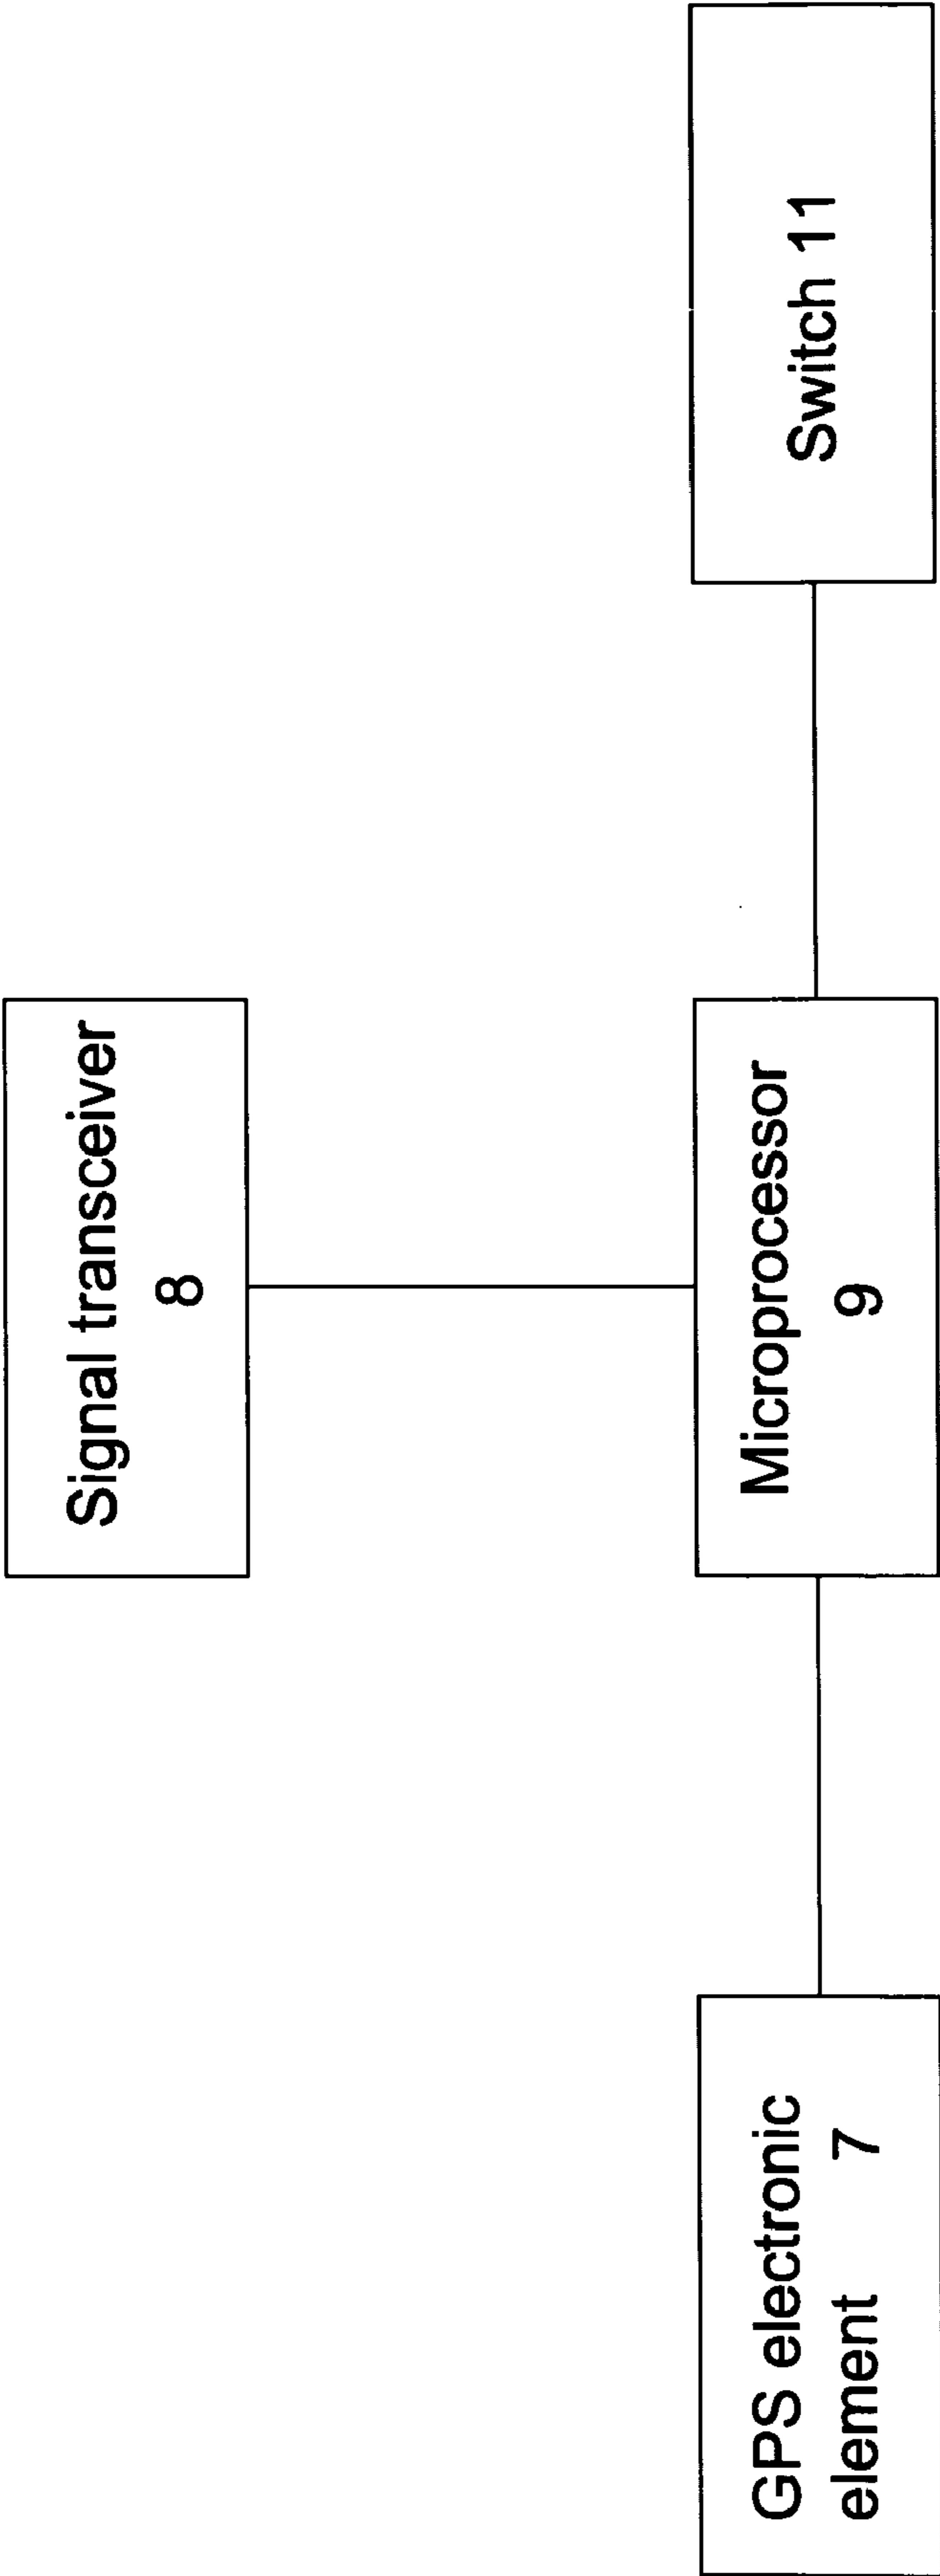 Signal transceiver
8
GPS electronic
element 7
Microprocessor
9
Switch 11